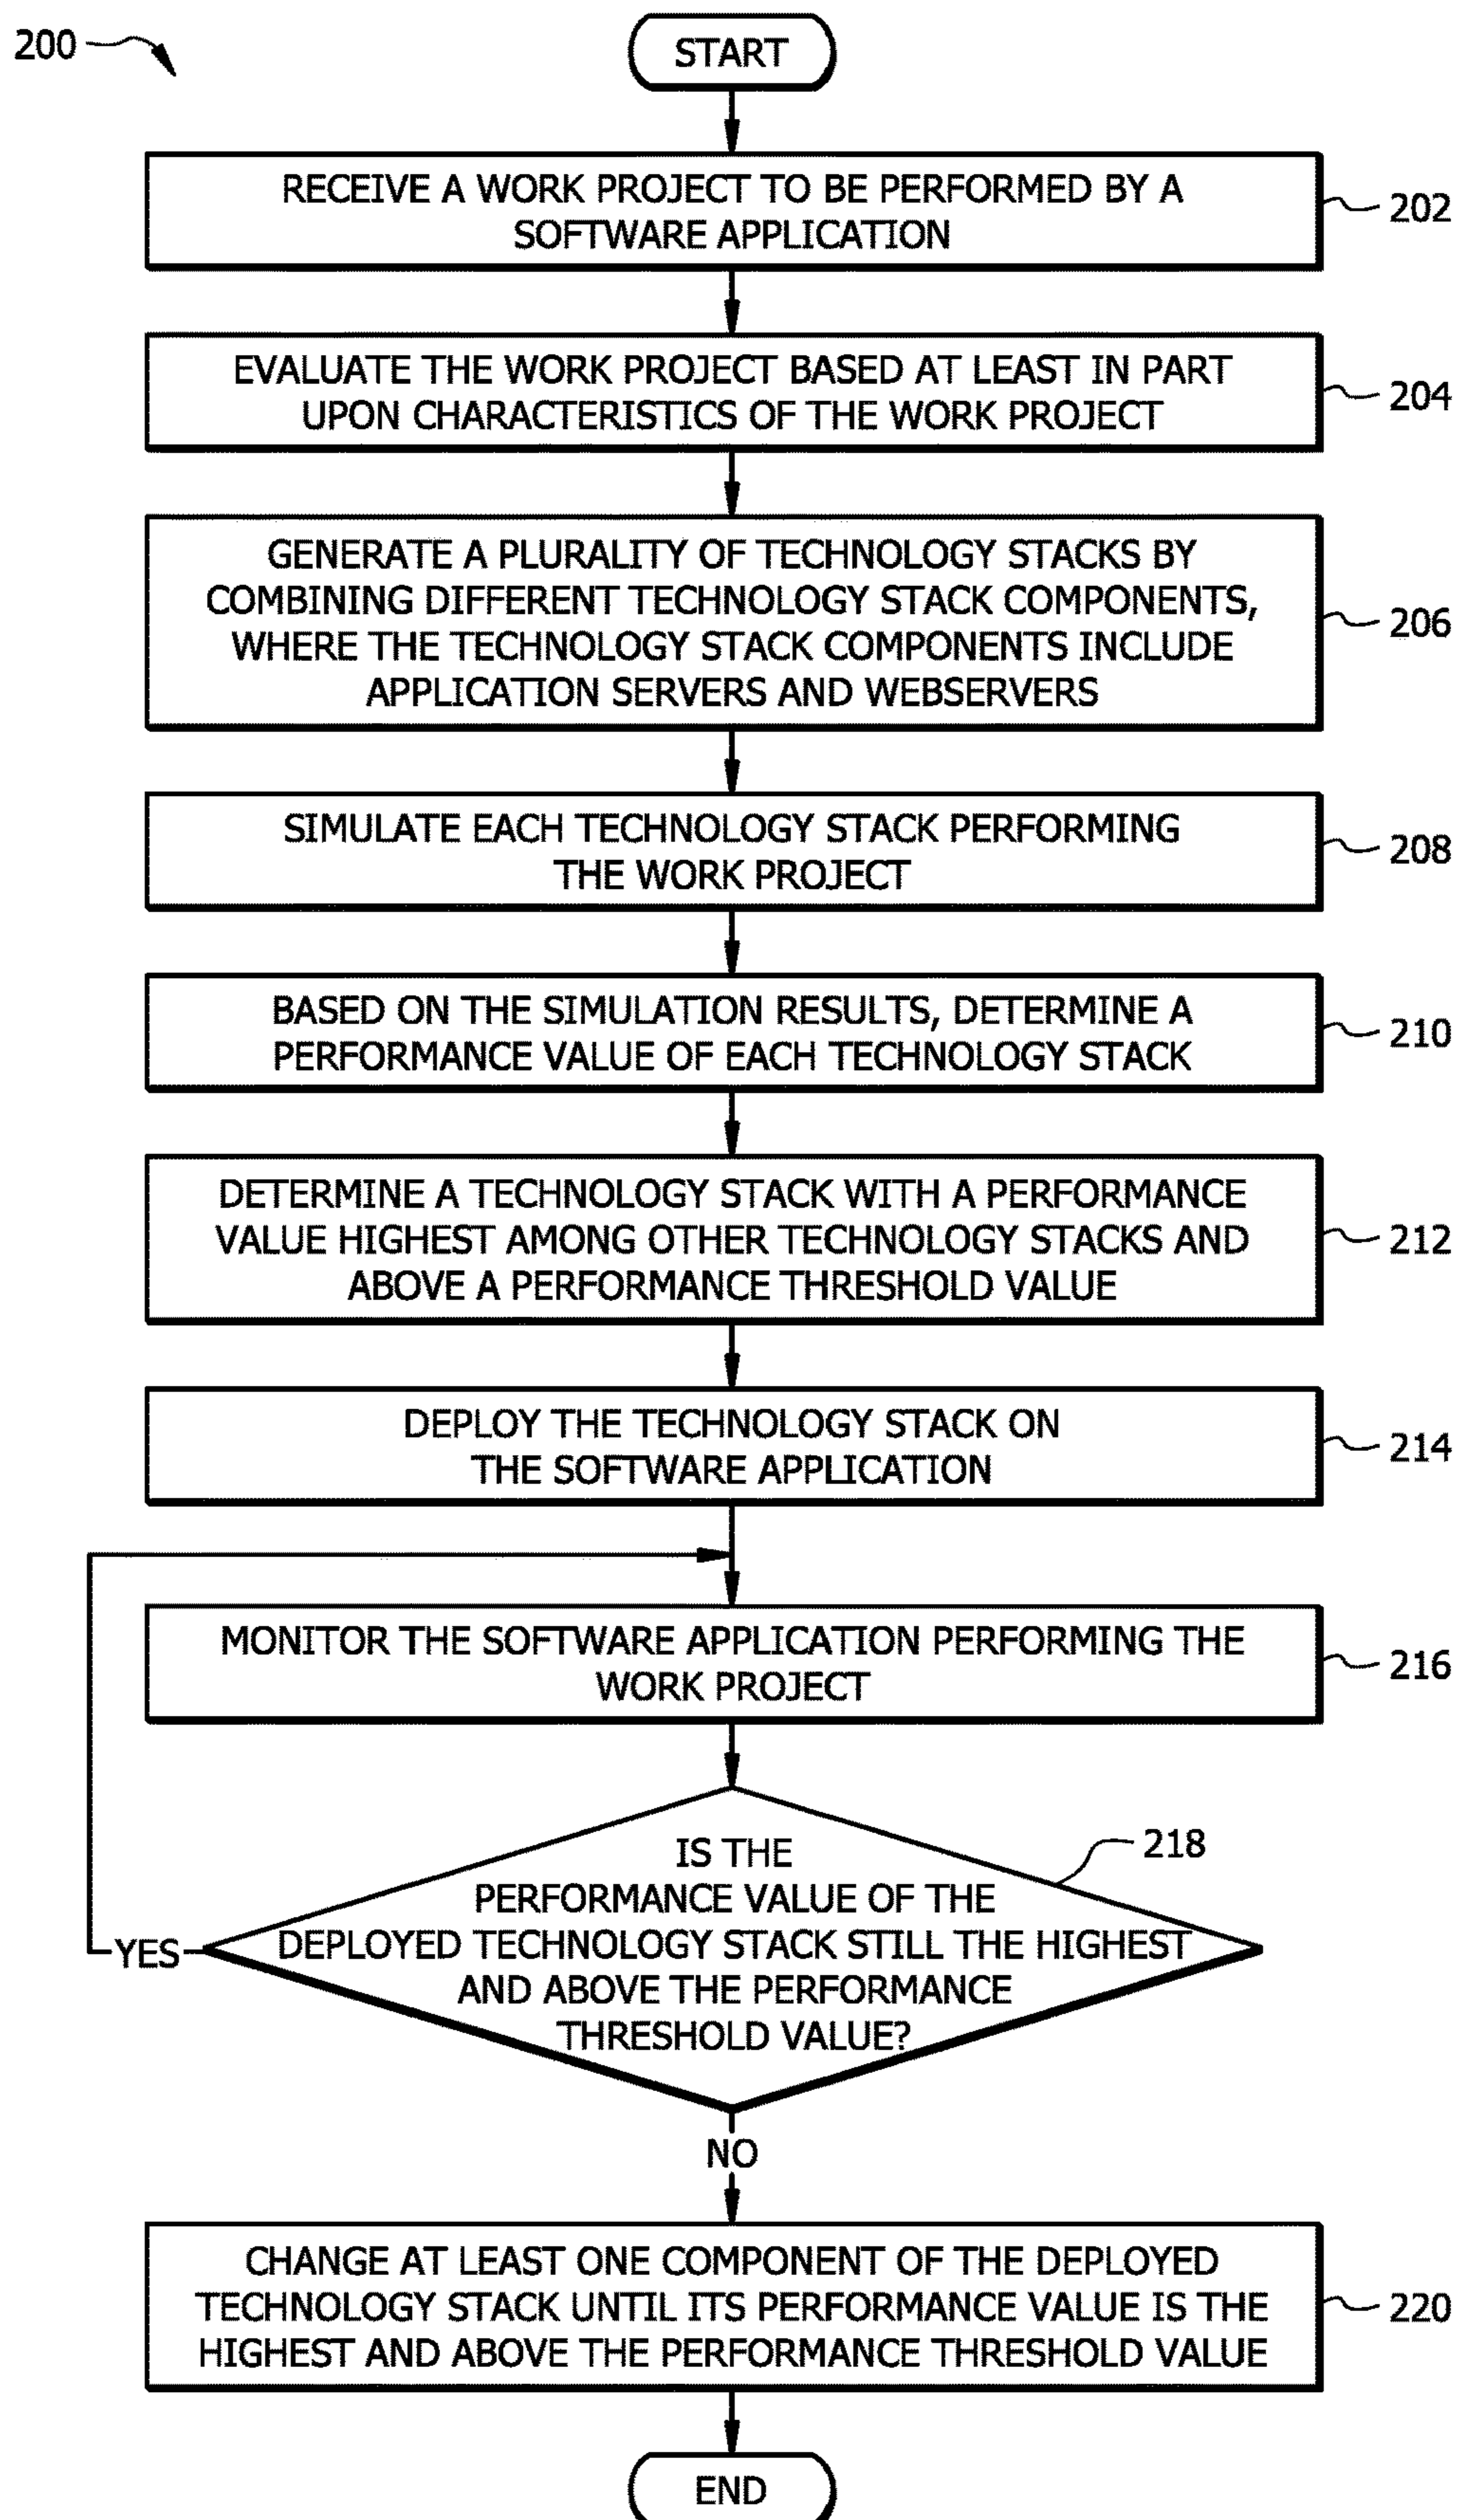 200
START
RECEIVE A WORK PROJECT TO BE PERFORMED BY A
SOFTWARE APPLICATION
202
EVALUATE THE WORK PROJECT BASED AT LEAST IN PART
UPON CHARACTERISTICS OF THE WORK PROJECT
204
GENERATE A PLURALITY OF TECHNOLOGY STACKS BY
COMBINING DIFFERENT TECHNOLOGY STACK COMPONENTS,
WHERE THE TECHNOLOGY STACK COMPONENTS INCLUDE
APPLICATION SERVERS AND WEBSERVERS
206
SIMULATE EACH TECHNOLOGY STACK PERFORMING
THE WORK PROJECT
208
BASED ON THE SIMULATION RESULTS, DETERMINE A
PERFORMANCE VALUE OF EACH TECHNOLOGY STACK
210
DETERMINE A TECHNOLOGY STACK WITH A PERFORMANCE
VALUE HIGHEST AMONG OTHER TECHNOLOGY STACKS AND
ABOVE A PERFORMANCE THRESHOLD VALUE
212
DEPLOY THE TECHNOLOGY STACK ON
THE SOFTWARE APPLICATION
214
MONITOR THE SOFTWARE APPLICATION PERFORMING THE
WORK PROJECT
216
IS THE
PERFORMANCE VALUE OF THE
DEPLOYED TECHNOLOGY STACK STILL THE HIGHEST
AND ABOVE THE PERFORMANCE
THRESHOLD VALUE?
218
YES
NO
CHANGE AT LEAST ONE COMPONENT OF THE DEPLOYED
TECHNOLOGY STACK UNTIL ITS PERFORMANCE VALUE IS THE
HIGHEST AND ABOVE THE PERFORMANCE THRESHOLD VALUE
220
END